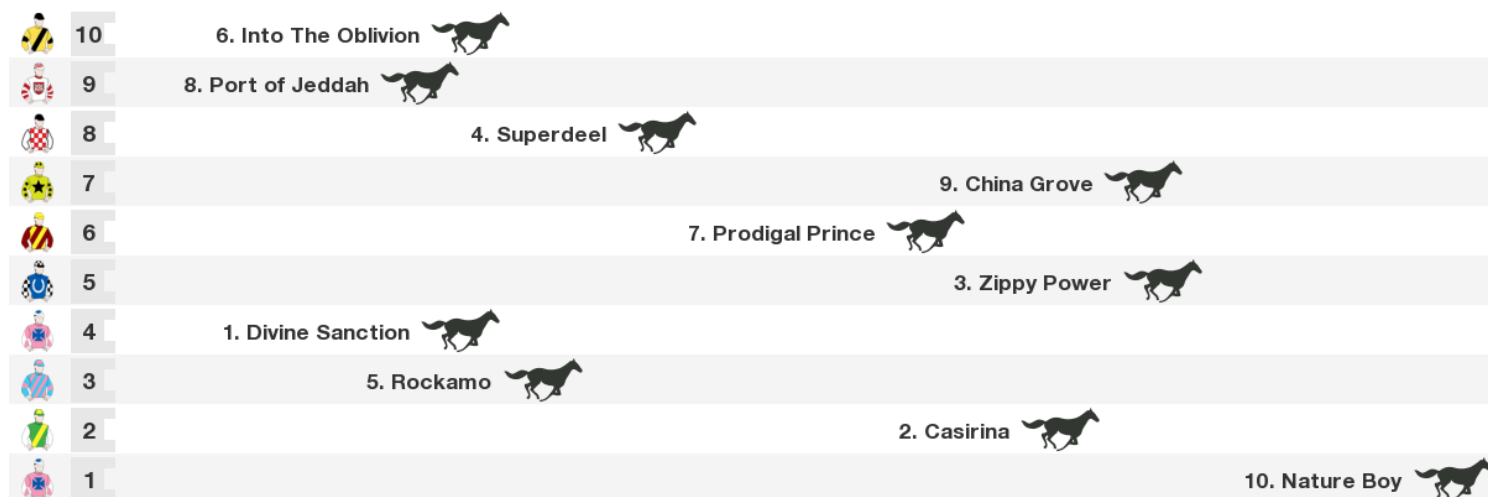 10 6. Into The Oblivion
9 8. Port of Jeddah
8 4. Superdeel
7 9. China Grove
6 7. Prodigal Prince
5 3. Zippy Power
4 1. Divine Sanction
3 5. Rockamo
2 2. Casirina
1 10. Nature Boy